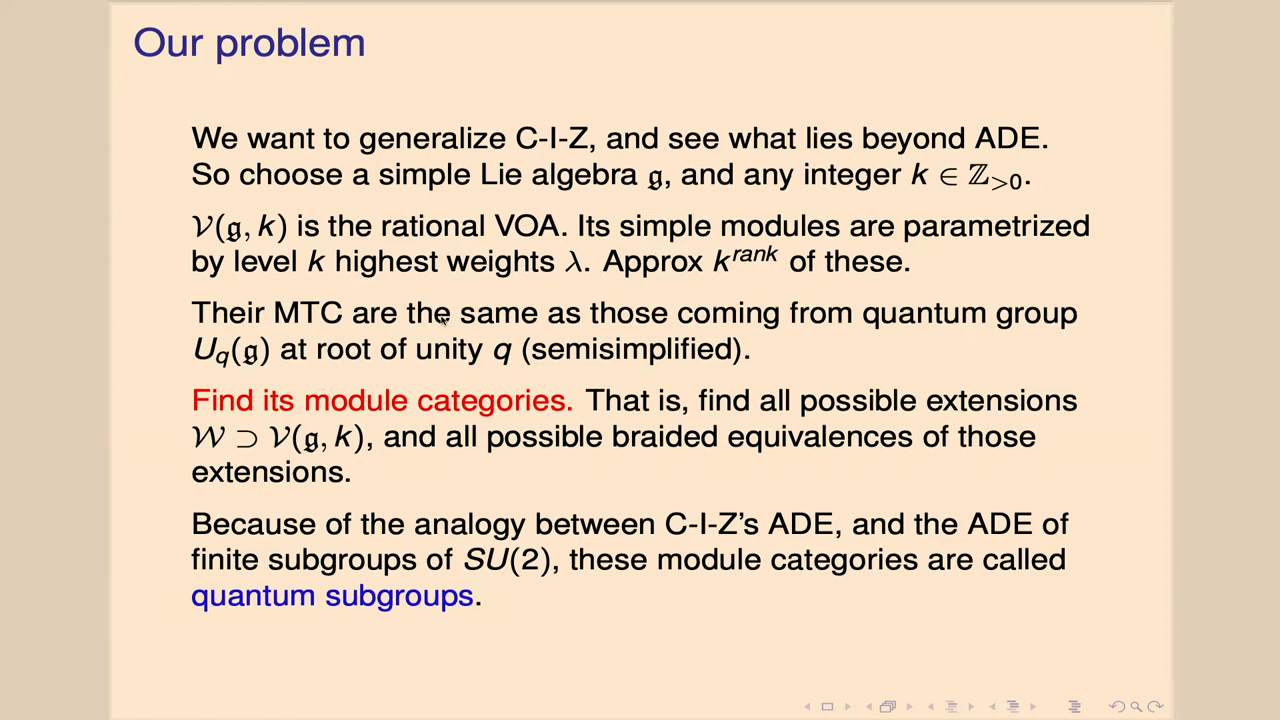 Our problem
We want to generalize C-I-Z, and see what lies beyond ADE.
So choose a simple Lie algebra 𝔤, and any integer k ∈ ℤ>0.
𝒱(𝔤, k) is the rational VOA. Its simple modules are parametrized
by level k highest weights λ. Approx k^rank of these.
Their MTC are the same as those coming from quantum group
U_q(𝔤) at root of unity q (semisimplified).
Find its module categories. That is, find all possible extensions
𝒲 ⊃ 𝒱(𝔤, k), and all possible braided equivalences of those
extensions.
Because of the analogy between C-I-Z’s ADE, and the ADE of
finite subgroups of SU(2), these module categories are called
quantum subgroups.